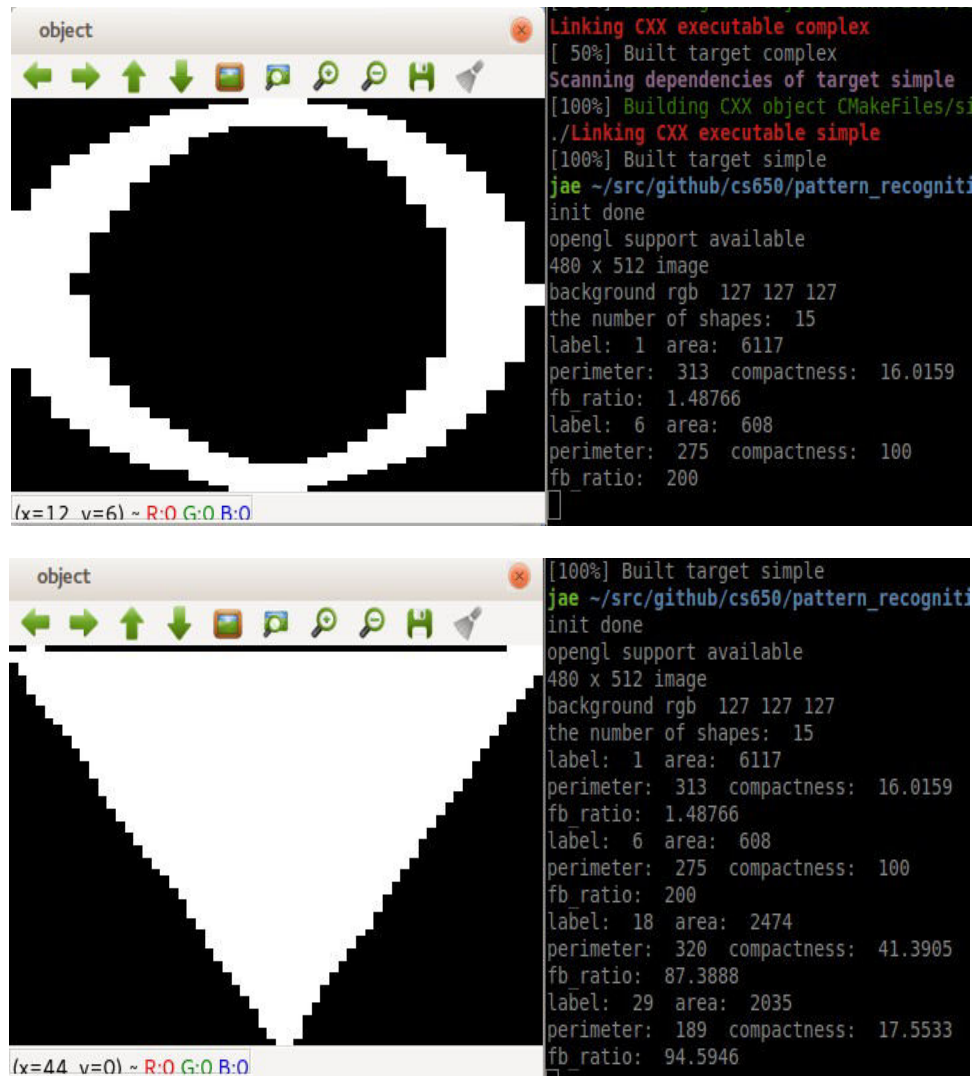 object
Linking CXX executable complex
[ 50%] Built target complex
Scanning dependencies of target simple
[100%] Building CXX object CMakeFiles/si
./Linking CXX executable simple
[100%] Built target simple
jae ~/src/github/cs650/pattern_recogniti
init done
opengl support available
480 x 512 image
background rgb  127 127 127
the number of shapes:  15
label:  1  area:  6117
perimeter:  313  compactness:  16.0159
fb_ratio:  1.48766
label:  6  area:  608
perimeter:  275  compactness:  100
fb_ratio:  200
(x=12, y=6) ~ R:0 G:0 B:0
object
[100%] Built target simple
jae ~/src/github/cs650/pattern_recogniti
init done
opengl support available
480 x 512 image
background rgb  127 127 127
the number of shapes:  15
label:  1  area:  6117
perimeter:  313  compactness:  16.0159
fb_ratio:  1.48766
label:  6  area:  608
perimeter:  275  compactness:  100
fb_ratio:  200
label:  18  area:  2474
perimeter:  320  compactness:  41.3905
fb_ratio:  87.3888
label:  29  area:  2035
perimeter:  189  compactness:  17.5533
fb_ratio:  94.5946
(x=44, y=0) ~ R:0 G:0 B:0